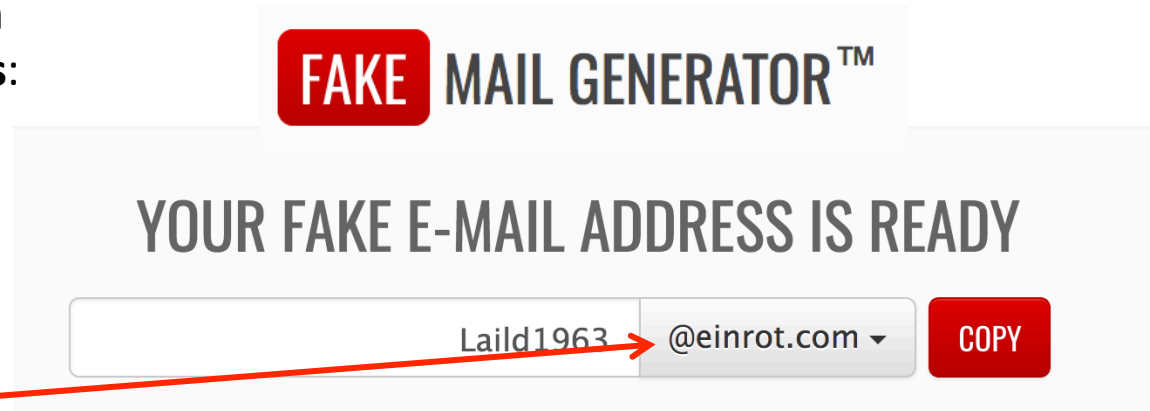 s:
FAKE MAIL GENERATOR™
YOUR FAKE E-MAIL ADDRESS IS READY
Laild1963 @einrot.com COPY